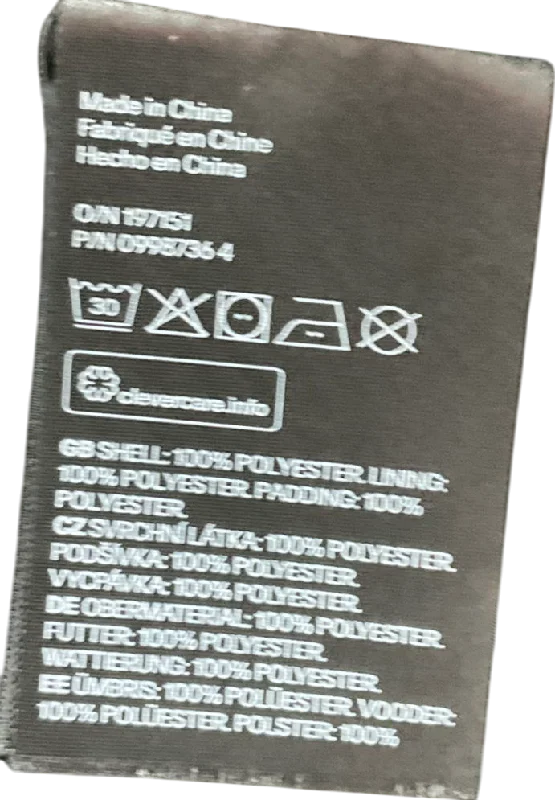 Made in China
Fabriqué en Chine
Hecho en China
O/N 197151
P/N 0998736 4
30
clevercare.info
GB SHELL: 100% POLYESTER. LINING:
100% POLYESTER. PADDING: 100%
POLYESTER.
CZ SVRCHNÍ LÁTKA: 100% POLYESTER.
PODŠÍVKA: 100% POLYESTER.
VYCPÁVKA: 100% POLYESTER.
DE OBERMATERIAL: 100% POLYESTER.
FUTTER: 100% POLYESTER.
WATTIERUNG: 100% POLYESTER.
EE ÜMBRIS: 100% POLÜESTER. VOODER:
100% POLÜESTER. POLSTER: 100%